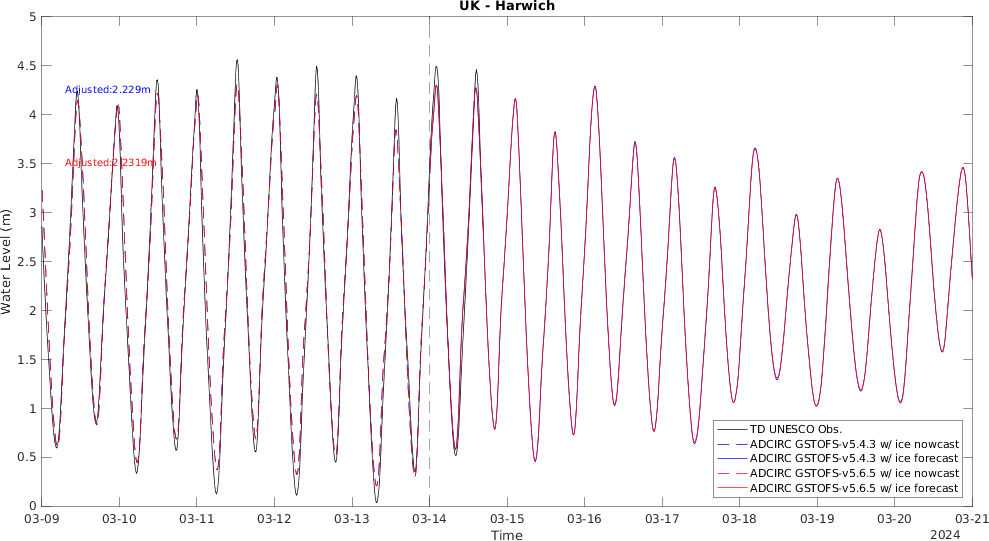 UK - Harwich
5
4.5
4
3.5
3
2.5
2
1.5
1
0.5
0
Water Level (m)
Adjusted:2.229m
Adjusted:2.2319m
TD UNESCO Obs.
ADCIRC GSTOFS-v5.4.3 w/ ice nowcast
ADCIRC GSTOFS-v5.4.3 w/ ice forecast
ADCIRC GSTOFS-v5.6.5 w/ ice nowcast
ADCIRC GSTOFS-v5.6.5 w/ ice forecast
03-09 03-10 03-11 03-12 03-13 03-14 03-15 03-16 03-17 03-18 03-19 03-20 03-21
Time
2024